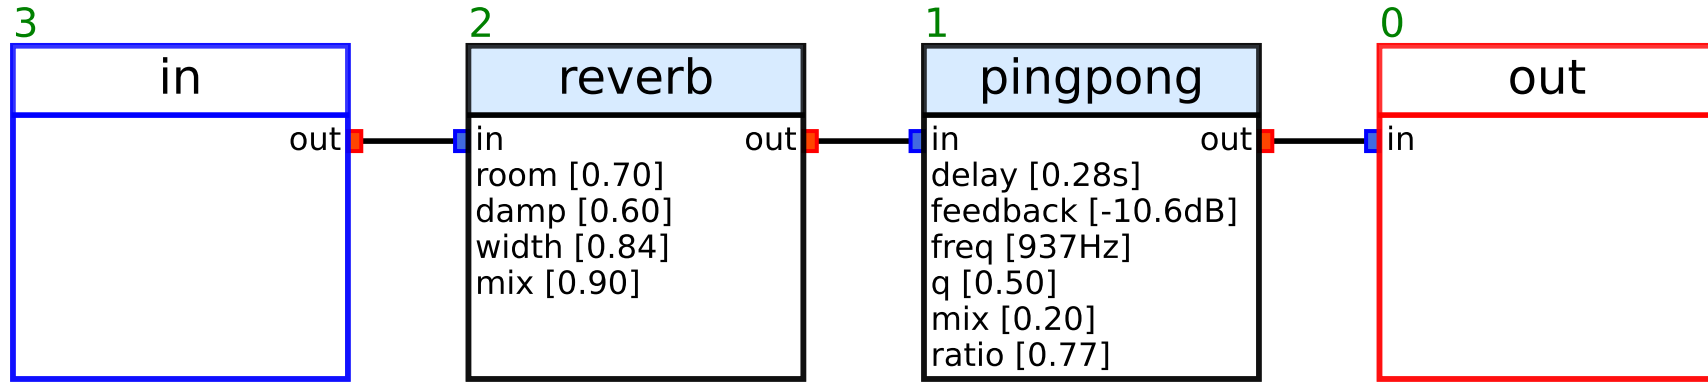 3
in
out
2
reverb
in
out
room [0.70]
damp [0.60]
width [0.84]
mix [0.90]
1
pingpong
in
out
delay [0.28s]
feedback [-10.6dB]
freq [937Hz]
q [0.50]
mix [0.20]
ratio [0.77]
0
out
in